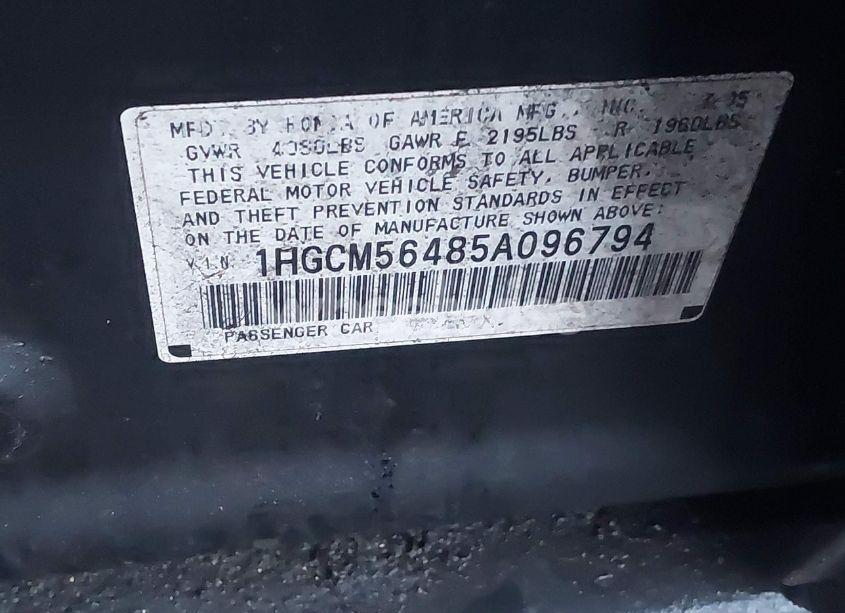 MFD. BY HONDA OF AMERICA MFG., INC.
GVWR 4080LBS GAWR F 2195LBS R 1960LBS
THIS VEHICLE CONFORMS TO ALL APPLICABLE
FEDERAL MOTOR VEHICLE SAFETY, BUMPER,
AND THEFT PREVENTION STANDARDS IN EFFECT
ON THE DATE OF MANUFACTURE SHOWN ABOVE:
V.I.N. 1HGCM56485A096794
PASSENGER CAR